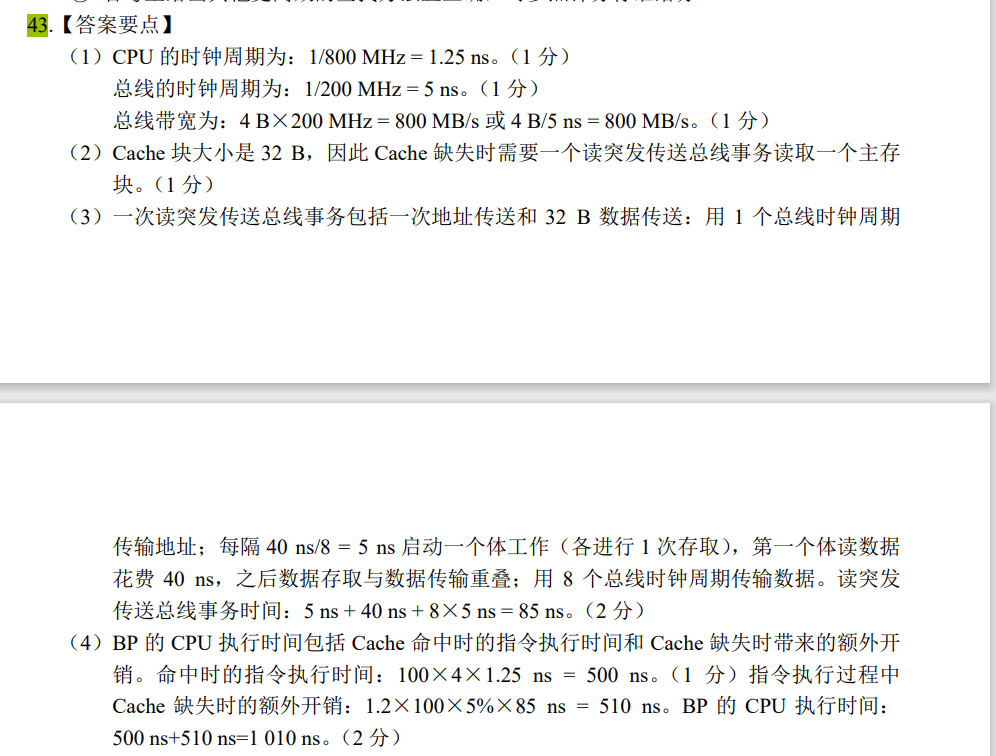 43.【答案要点】
（1）CPU 的时钟周期为：1/800 MHz = 1.25 ns。（1 分）
总线的时钟周期为：1/200 MHz = 5 ns。（1 分）
总线带宽为：4 B×200 MHz = 800 MB/s 或 4 B/5 ns = 800 MB/s。（1 分）
（2）Cache 块大小是 32 B，因此 Cache 缺失时需要一个读突发传送总线事务读取一个主存
块。（1 分）
（3）一次读突发传送总线事务包括一次地址传送和 32 B 数据传送：用 1 个总线时钟周期
传输地址；每隔 40 ns/8 = 5 ns 启动一个体工作（各进行 1 次存取），第一个体读数据
花费 40 ns，之后数据存取与数据传输重叠；用 8 个总线时钟周期传输数据。读突发
传送总线事务时间：5 ns + 40 ns + 8×5 ns = 85 ns。（2 分）
（4）BP 的 CPU 执行时间包括 Cache 命中时的指令执行时间和 Cache 缺失时带来的额外开
销。命中时的指令执行时间：100×4×1.25 ns = 500 ns。（1 分）指令执行过程中
Cache 缺失时的额外开销：1.2×100×5%×85 ns = 510 ns。BP 的 CPU 执行时间：
500 ns+510 ns=1 010 ns。（2 分）